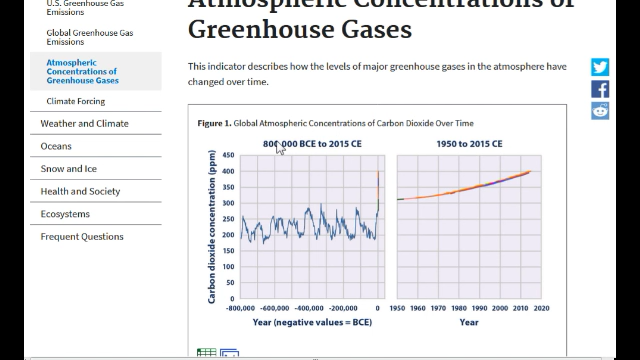 U.S. Greenhouse Gas
Emissions
Global Greenhouse Gas
Emissions
Atmospheric
Concentrations of
Greenhouse Gases
Climate Forcing
Weather and Climate
Oceans
Snow and Ice
Health and Society
Ecosystems
Frequent Questions
Atmospheric Concentrations of
Greenhouse Gases
This indicator describes how the levels of major greenhouse gases in the atmosphere have
changed over time.
Figure 1. Global Atmospheric Concentrations of Carbon Dioxide Over Time
800,000 BCE to 2015 CE
1950 to 2015 CE
Carbon dioxide concentration (ppm)
450
400
350
300
250
200
150
100
50
0
-800,000 -600,000 -400,000 -200,000 0
Year (negative values = BCE)
1950 1960 1970 1980 1990 2000 2010 2020
Year